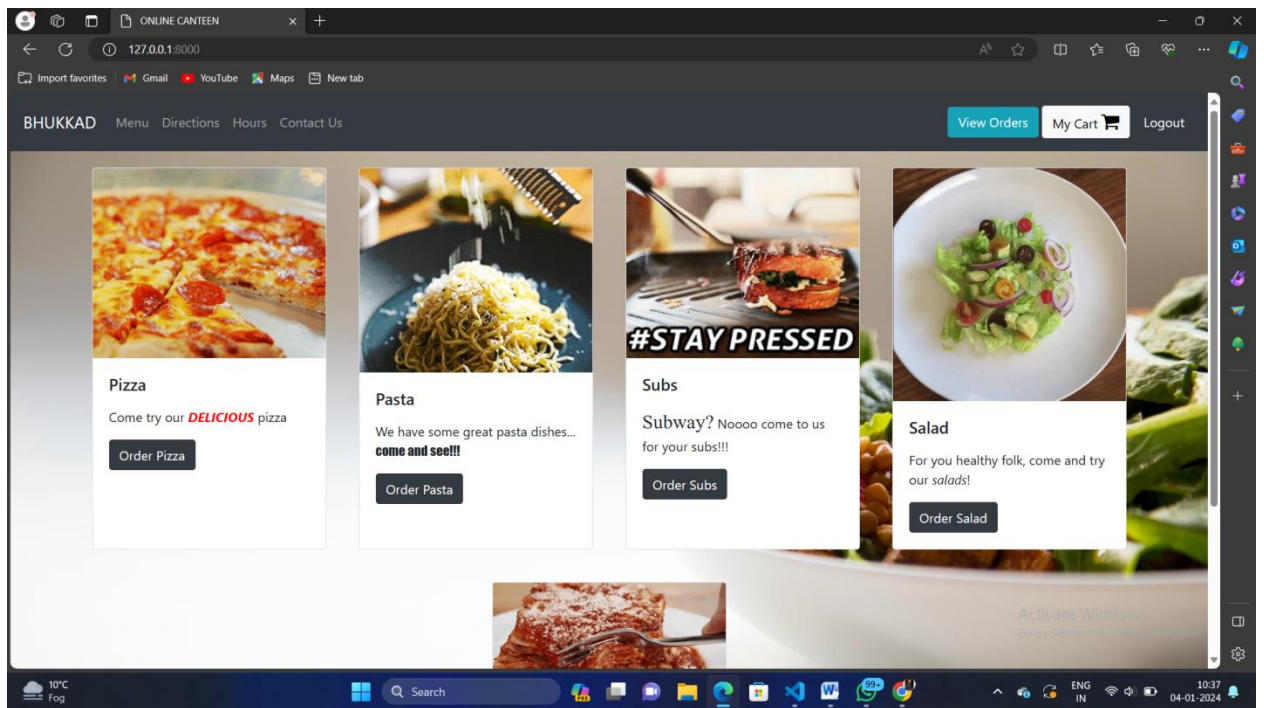 ONLINE CANTEEN
127.0.0.1:8000
Import favorites Gmail YouTube Maps New tab
BHUKKAD Menu Directions Hours Contact Us View Orders My Cart Logout
#STAY PRESSED
Pizza
Come try our DELICIOUS pizza
Order Pizza
Pasta
We have some great pasta dishes...
come and see!!!
Order Pasta
Subs
Subway? Noooo come to us
for your subs!!!
Order Subs
Salad
For you healthy folk, come and try
our salads!
Order Salad
Activate Windows
Go to Settings
10°C
Fog
Search
PRE
99+
ENG
IN
10:37
04-01-2024